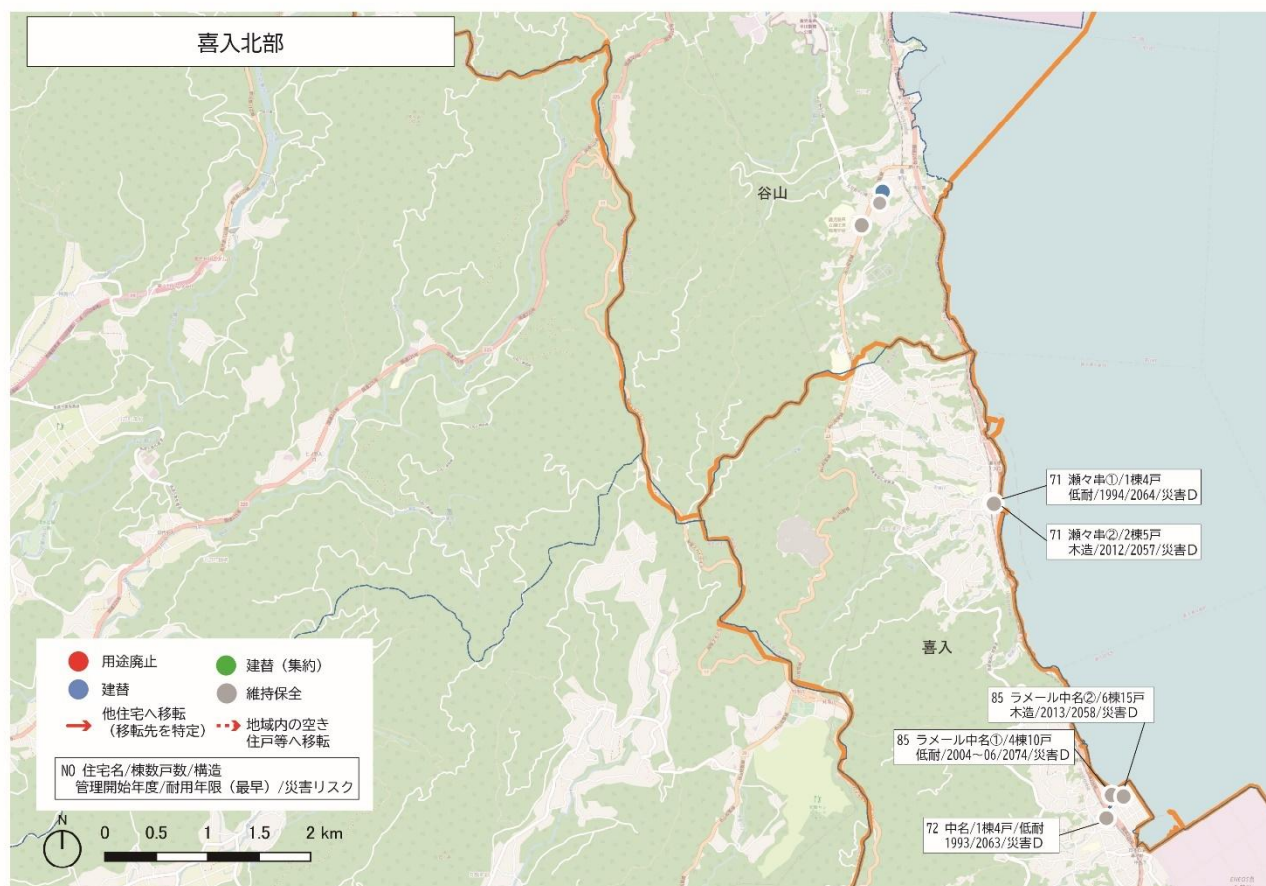 喜入北部
谷山
71 瀬々串①/1棟4戸
低耐/1994/2064/災害D
71 瀬々串②/2棟5戸
木造/2012/2057/災害D
喜入
85 ラメール中名②/6棟15戸
木造/2013/2058/災害D
85 ラメール中名①/4棟10戸
低耐/2004~06/2074/災害D
72 中名/1棟4戸/低耐
1993/2063/災害D
用途廃止
建替（集約）
建替
維持保全
他住宅へ移転
（移転先を特定）
地域内の空き
住戸等へ移転
NO 住宅名/棟数戸数/構造
管理開始年度/耐用年限（最早）/災害リスク
N
0 0.5 1 1.5 2 km